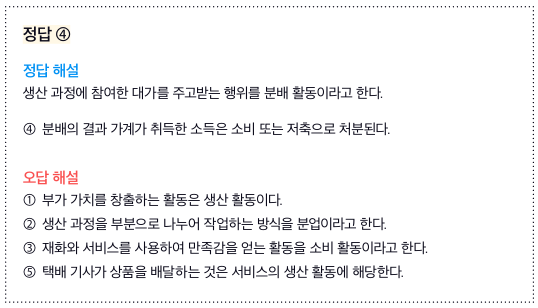 정답 ④
정답 해설
생산 과정에 참여한 대가를 주고받는 행위를 분배 활동이라고 한다.
④ 분배의 결과 가계가 취득한 소득은 소비 또는 저축으로 처분된다.
오답 해설
① 부가 가치를 창출하는 활동은 생산 활동이다.
② 생산 과정을 부분으로 나누어 작업하는 방식을 분업이라고 한다.
③ 재화와 서비스를 사용하여 만족감을 얻는 활동을 소비 활동이라고 한다.
⑤ 택배 기사가 상품을 배달하는 것은 서비스의 생산 활동에 해당한다.